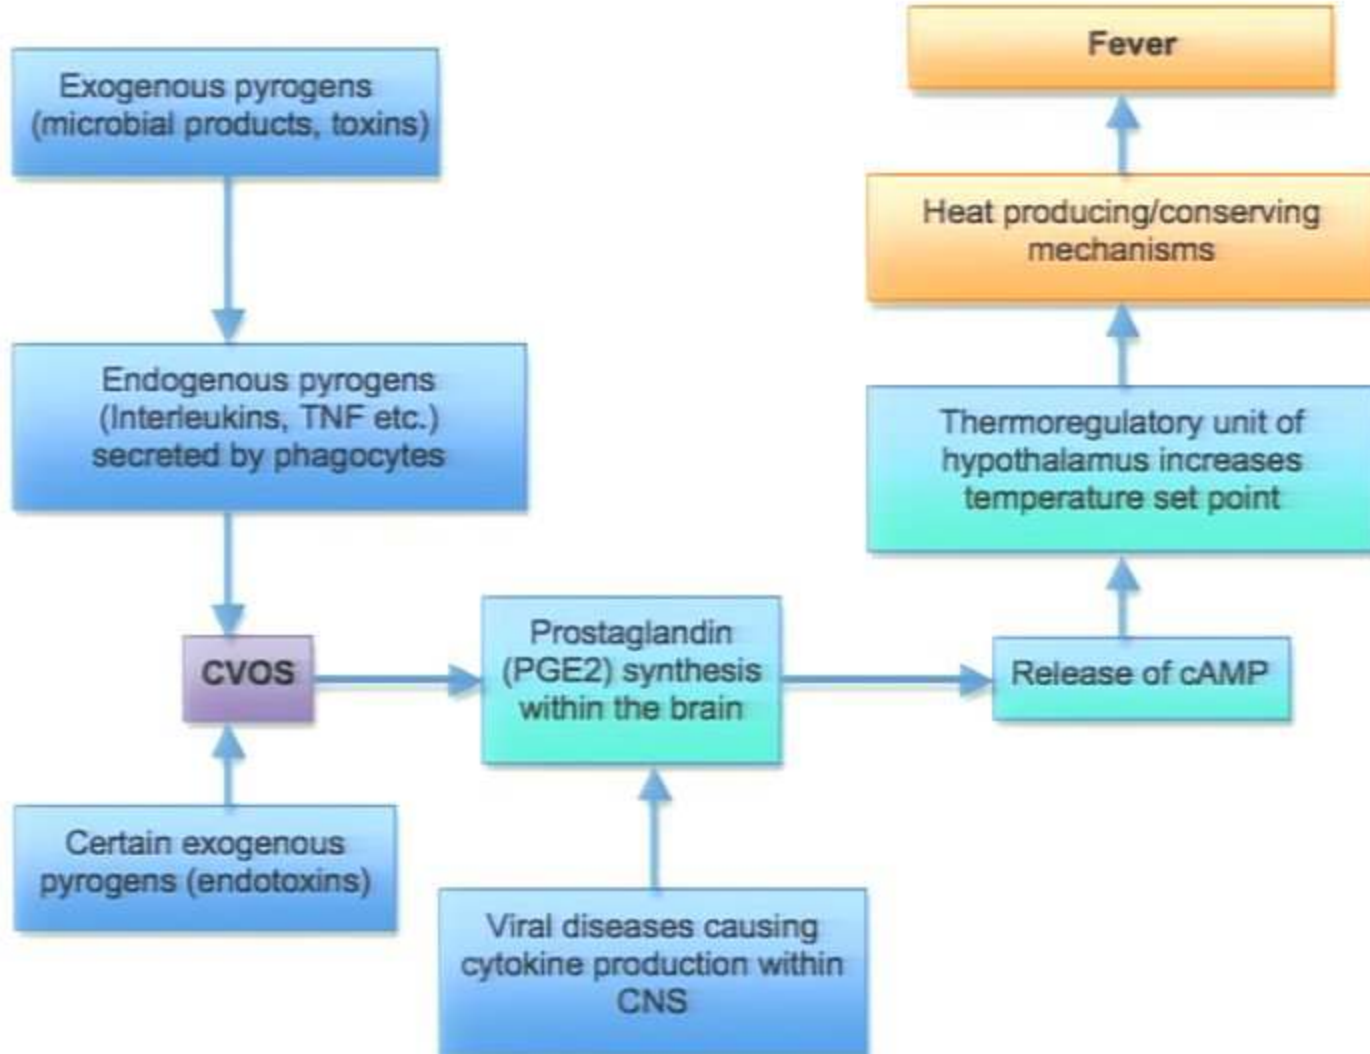 Fever
Exogenous pyrogens
(microbial products, toxins)
Heat producing/conserving
mechanisms
Endogenous pyrogens
(Interleukins, TNF etc.)
secreted by phagocytes
Thermoregulatory unit of
hypothalamus increases
temperature set point
CVOS
Prostaglandin
(PGE2) synthesis
within the brain
Release of cAMP
Certain exogenous
pyrogens (endotoxins)
Viral diseases causing
cytokine production within
CNS